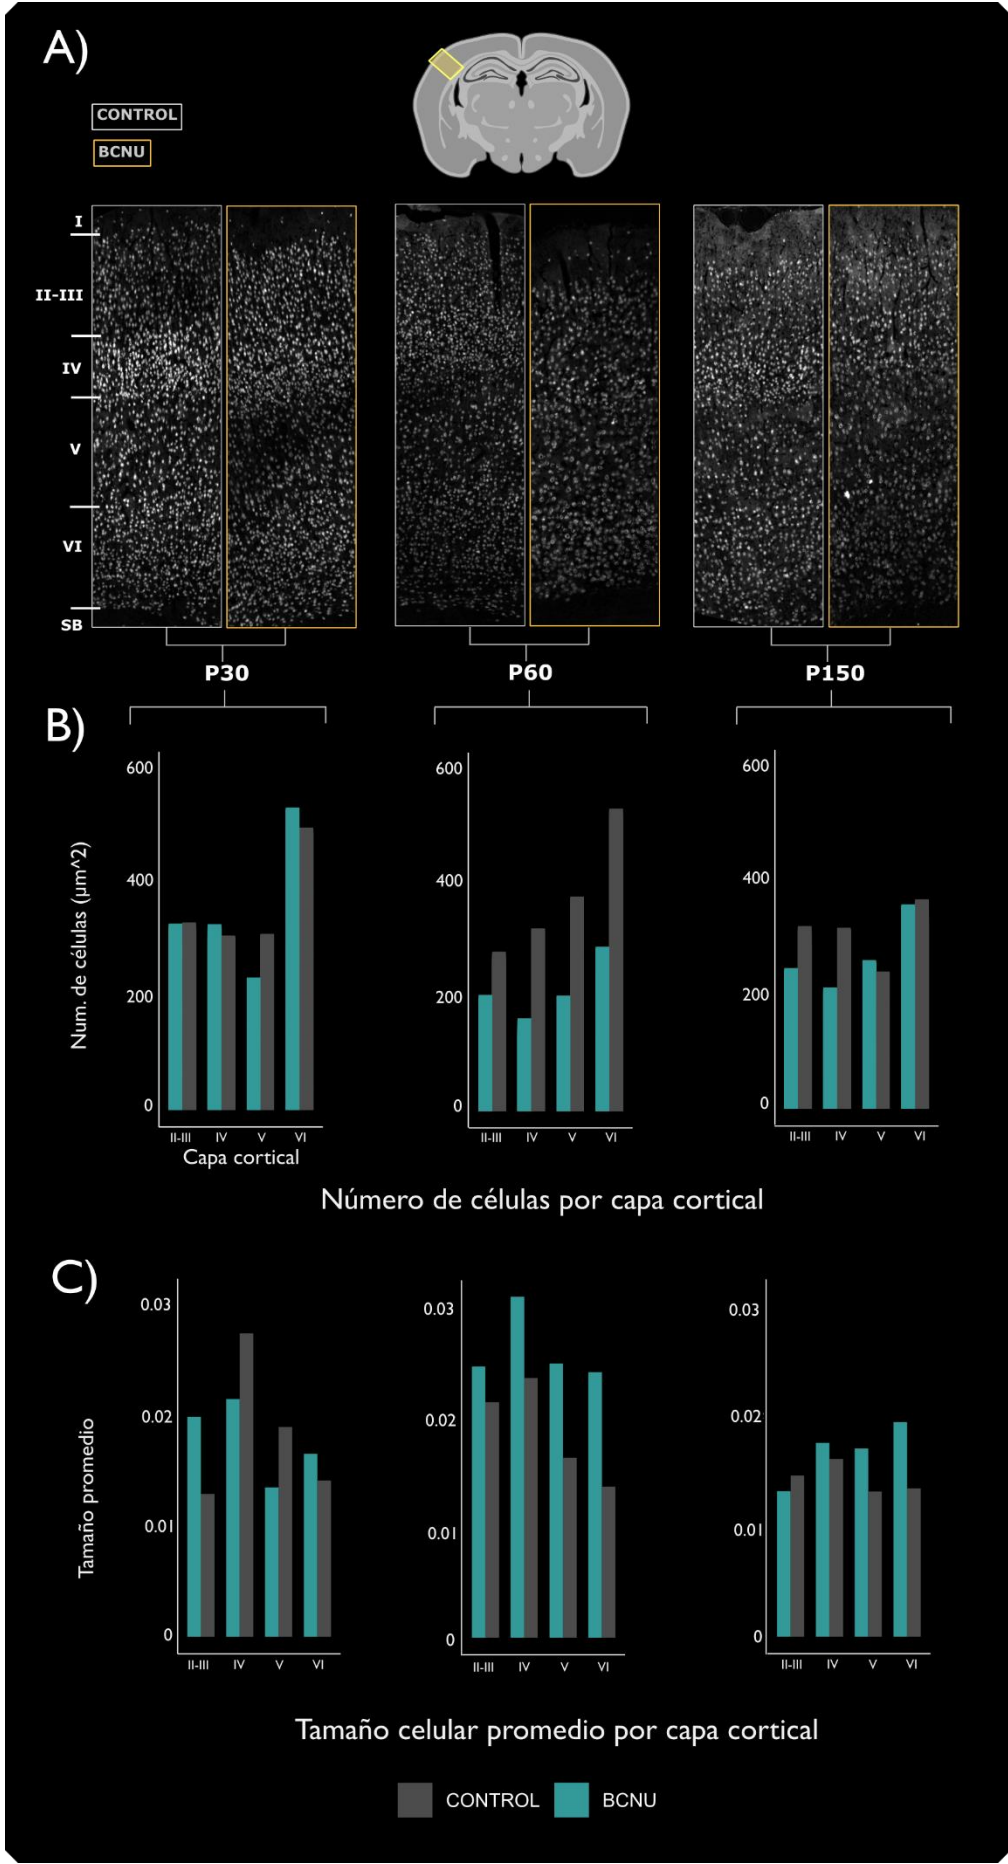 A)
CONTROL
BCNU
I
II-III
IV
V
VI
SB
P30
P60
P150
B)
Num. de células (µm^2)
600
400
200
0
II-III IV V VI
Capa cortical
600
400
200
0
II-III IV V VI
600
400
200
0
II-III IV V VI
Número de células por capa cortical
C)
Tamaño promedio
0.03
0.02
0.01
0
II-III IV V VI
0.03
0.02
0.01
0
II-III IV V VI
0.03
0.02
0.01
0
II-III IV V VI
Tamaño celular promedio por capa cortical
CONTROL BCNU